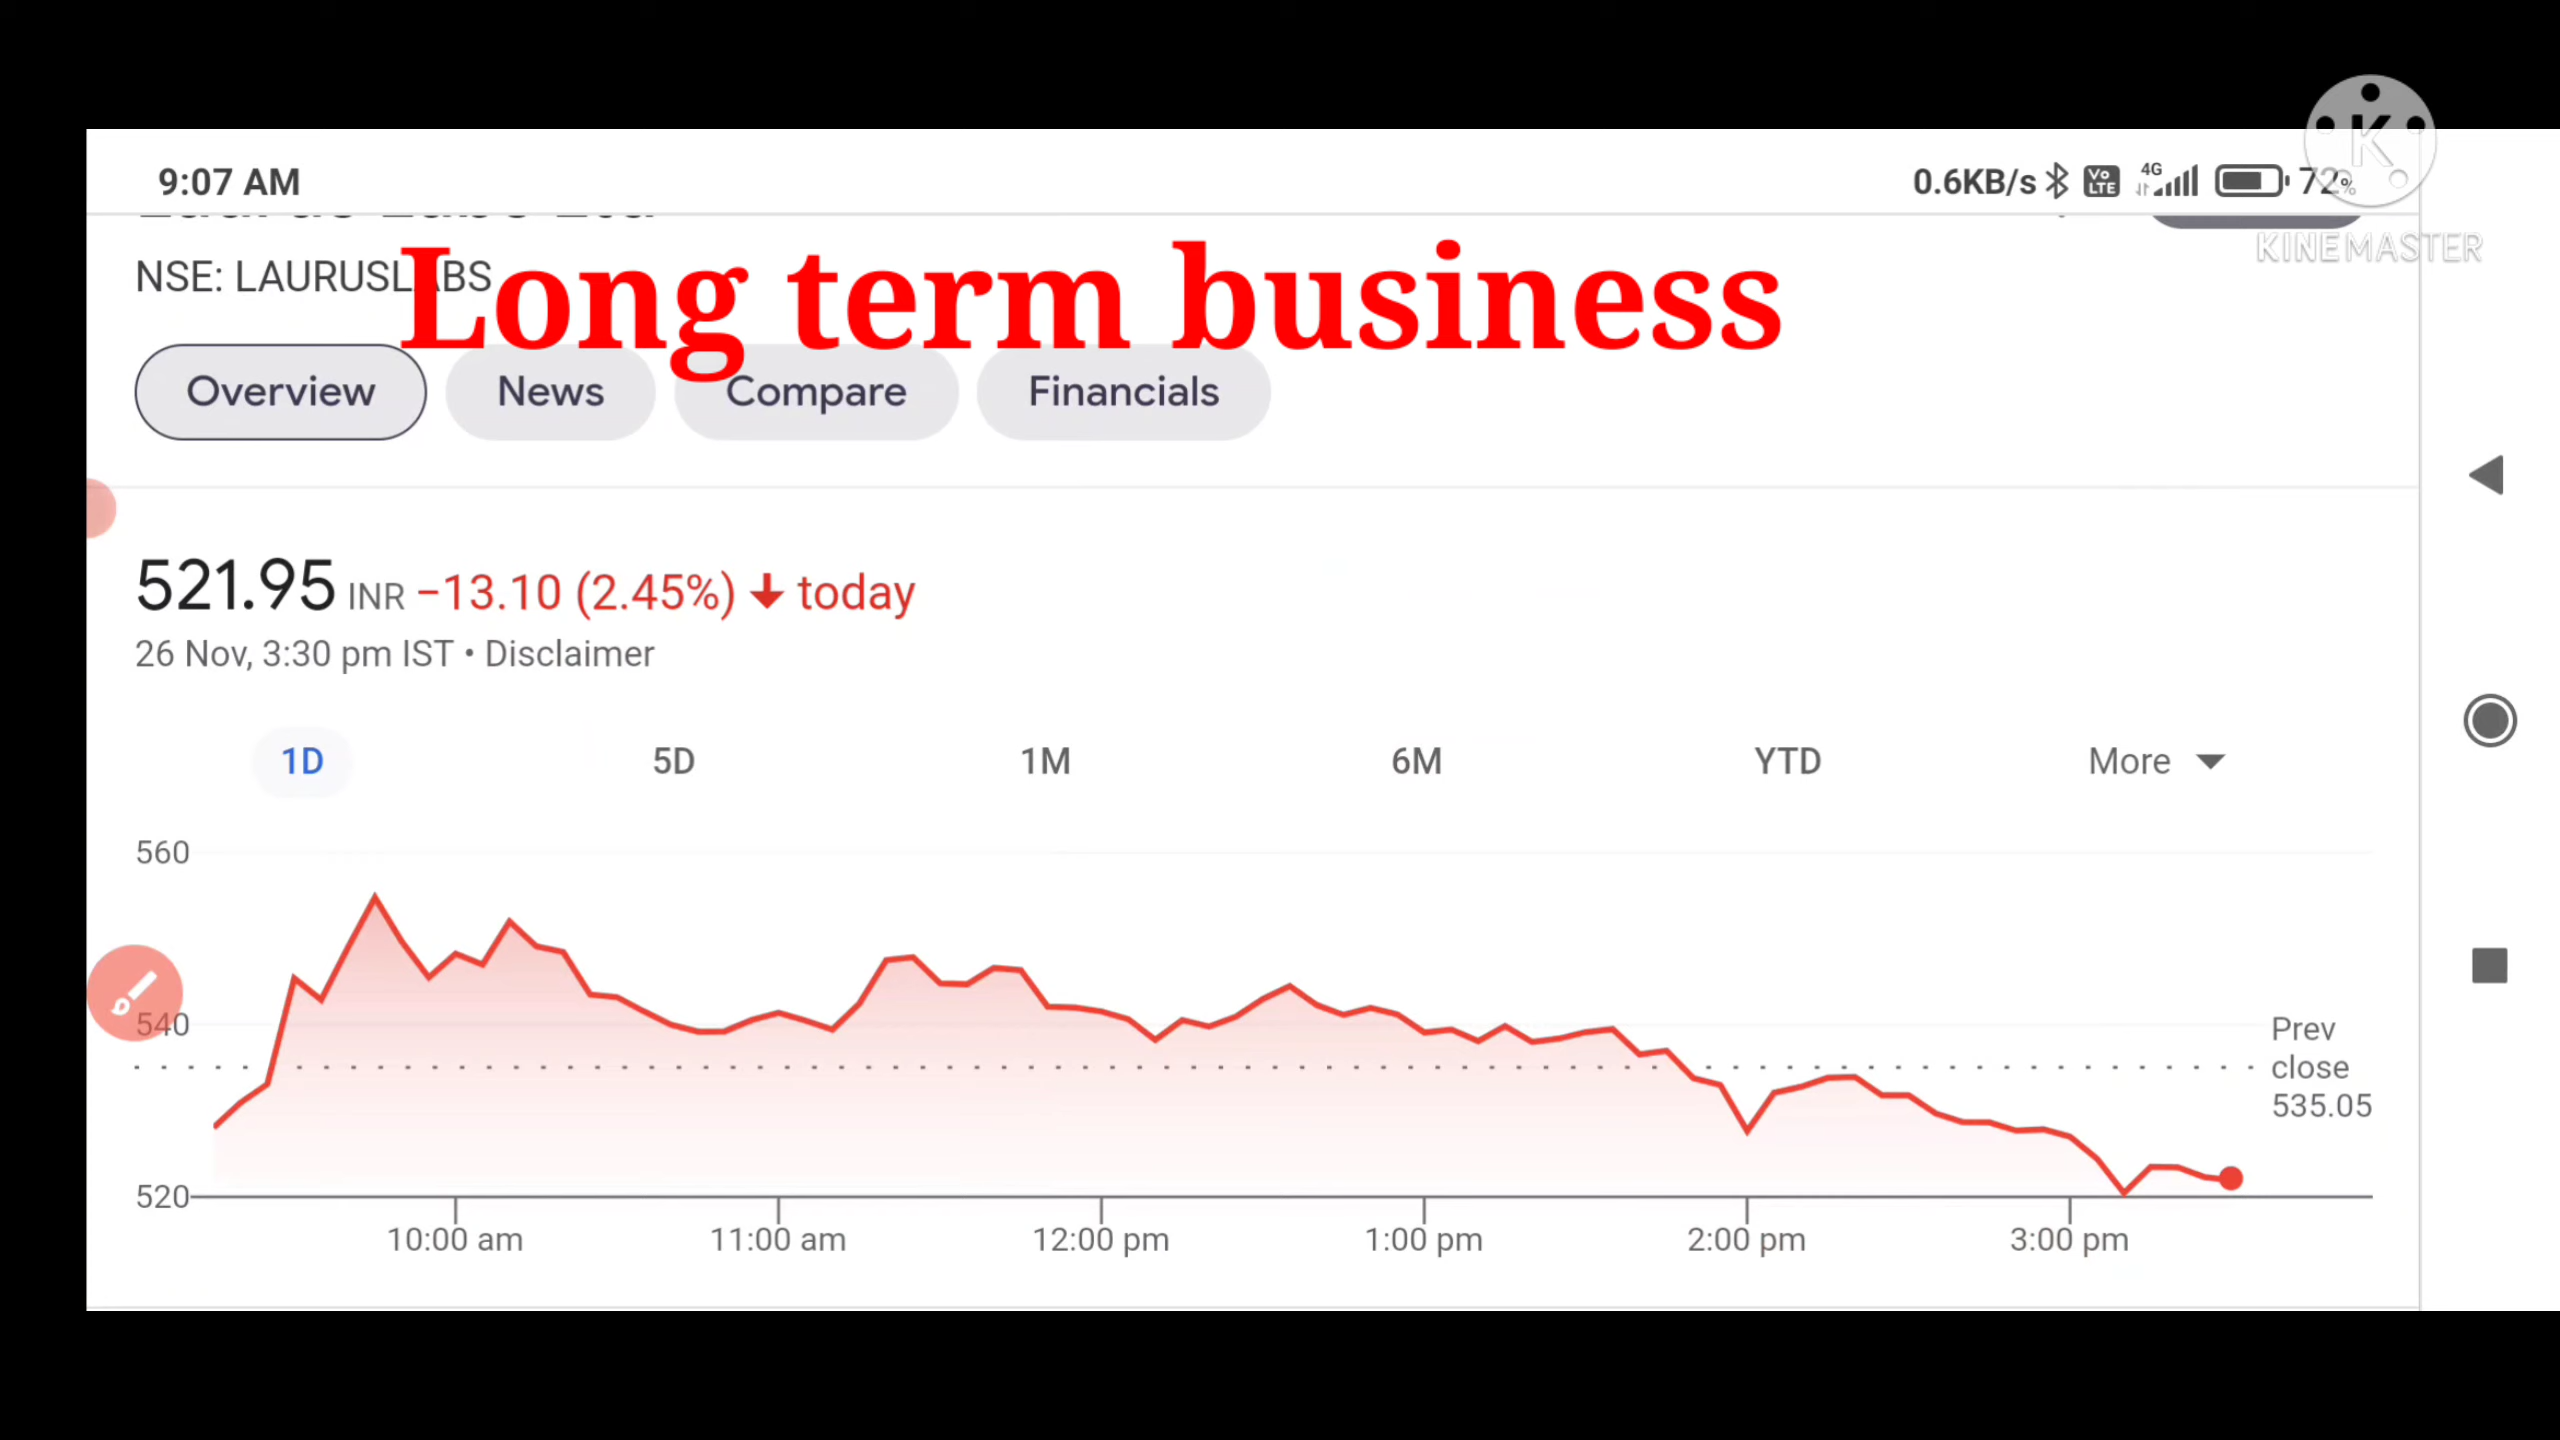 9:07 AM
0.6KB/s Vo LTE 4G 72%
K
KINEMASTER
NSE: LAURUSLABS
Long term business
Overview News Compare Financials
521.95 INR −13.10 (2.45%) ↓ today
26 Nov, 3:30 pm IST • Disclaimer
1D 5D 1M 6M YTD More
560
540
520
Prev
close
535.05
10:00 am 11:00 am 12:00 pm 1:00 pm 2:00 pm 3:00 pm